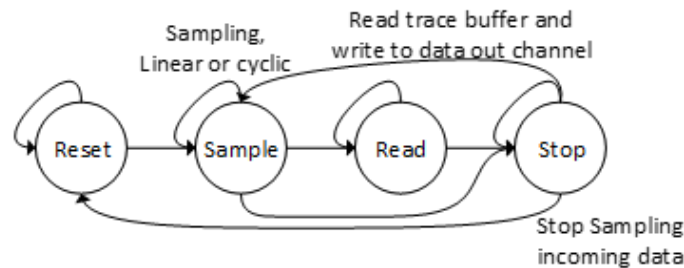 Sampling,
Linear or cyclic
Read trace buffer and
write to data out channel
Reset
Sample
Read
Stop
Stop Sampling
incoming data